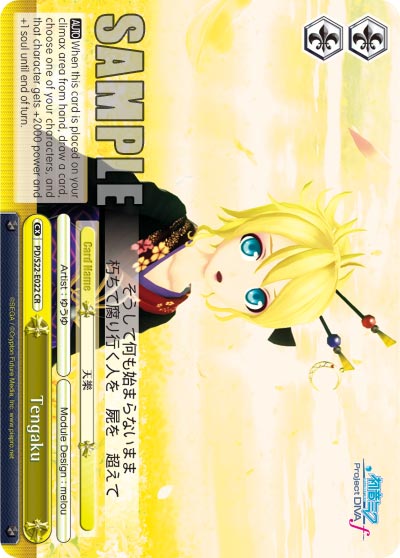 初音ミク
Project DIVA f
SAMPLE
そうして何も始まらないまま
朽ちて腐り行く人を 屍を 超えて
【AUTO】When this card is placed on your
climax area from hand, draw a card,
choose one of your characters, and
that character gets +2000 power and
+1 soul until end of turn.
Card Name
天樂
Artist : ゆうゆ
Module Design : melou
CX
PD/S22-E022 CR
Tengaku
©SEGA / ©Crypton Future Media, Inc. www.piapro.net